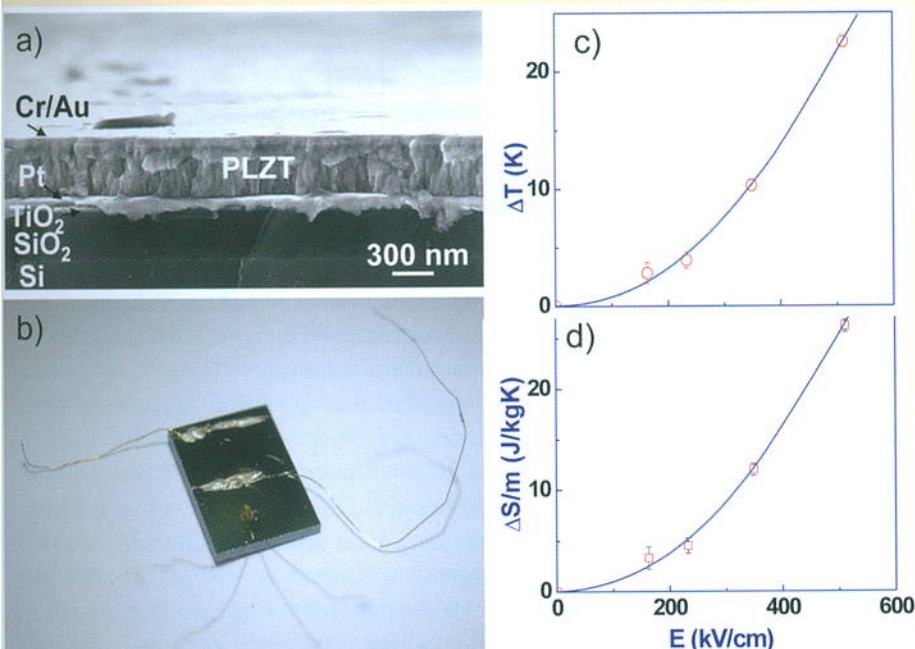 a)
Cr/Au
PLZT
Pt
TiO₂
SiO₂
Si
300 nm
b)
c)
ΔT (K)
20
10
0
d)
ΔS/m (J/kgK)
20
10
0
0 200 400 600
E (kV/cm)